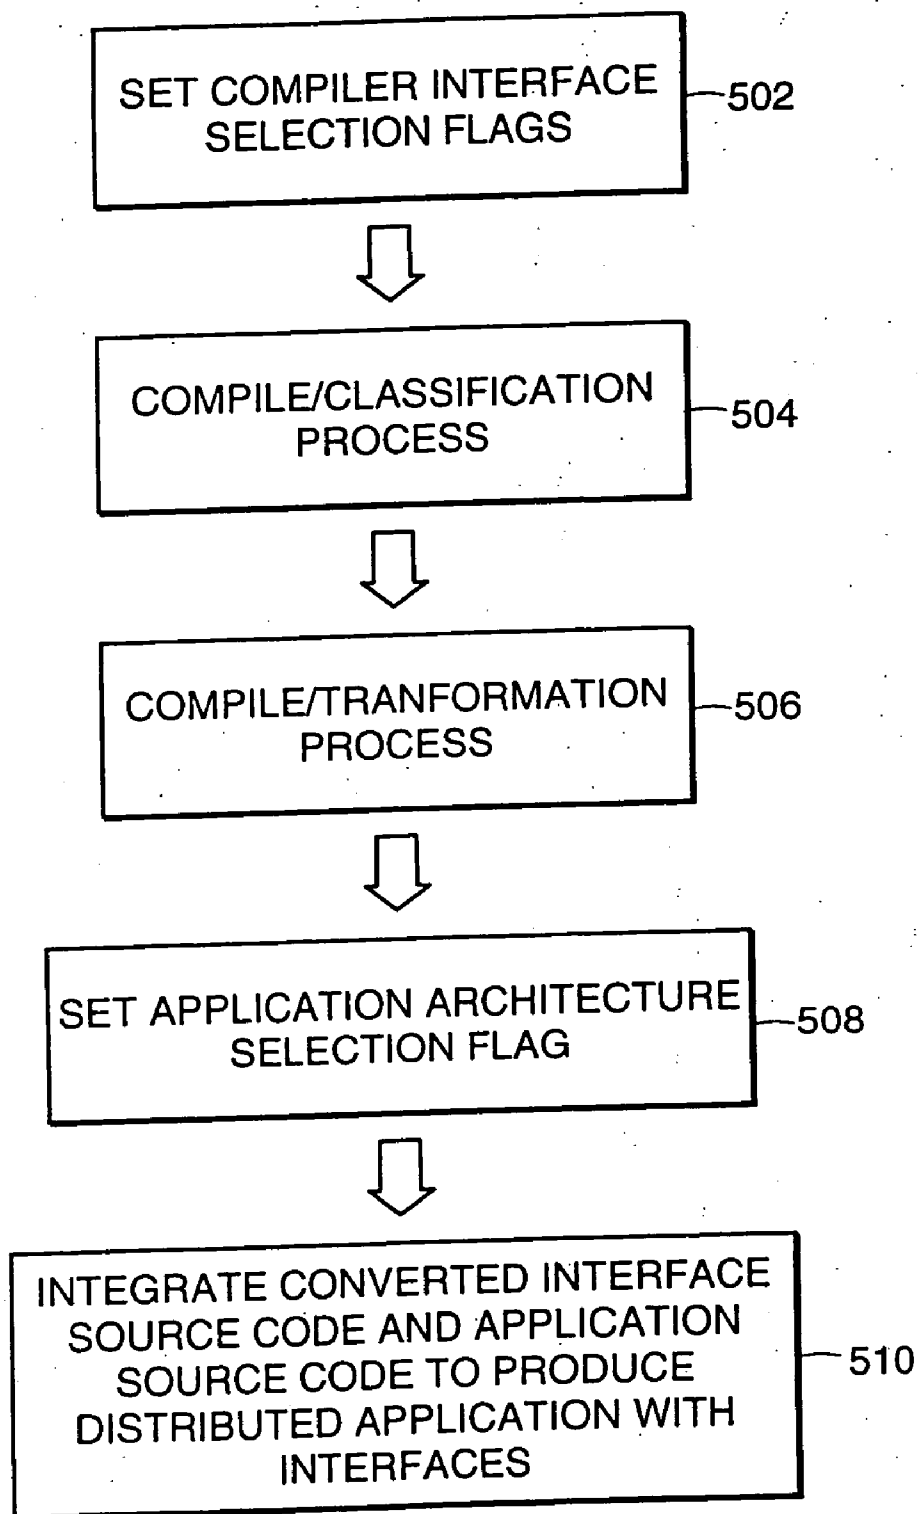 SET COMPILER INTERFACE
SELECTION FLAGS
502
COMPILE/CLASSIFICATION
PROCESS
504
COMPILE/TRANFORMATION
PROCESS
506
SET APPLICATION ARCHITECTURE
SELECTION FLAG
508
INTEGRATE CONVERTED INTERFACE
SOURCE CODE AND APPLICATION
SOURCE CODE TO PRODUCE
DISTRIBUTED APPLICATION WITH
INTERFACES
510